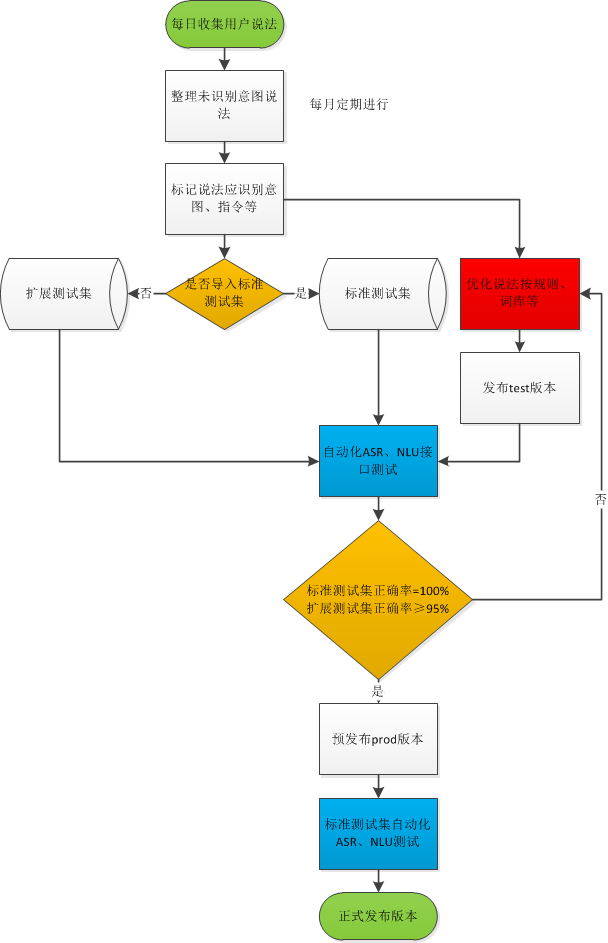 每日收集用户说法
整理未识别意图说
法
每月定期进行
标记说法应识别意
图、指令等
扩展测试集
否
是否导入标准
测试集
是
标准测试集
优化说法按规则、
词库等
发布test版本
自动化ASR、NLU接
口测试
否
标准测试集正确率=100%
扩展测试集正确率≥95%
是
预发布prod版本
标准测试集自动化
ASR、NLU测试
正式发布版本